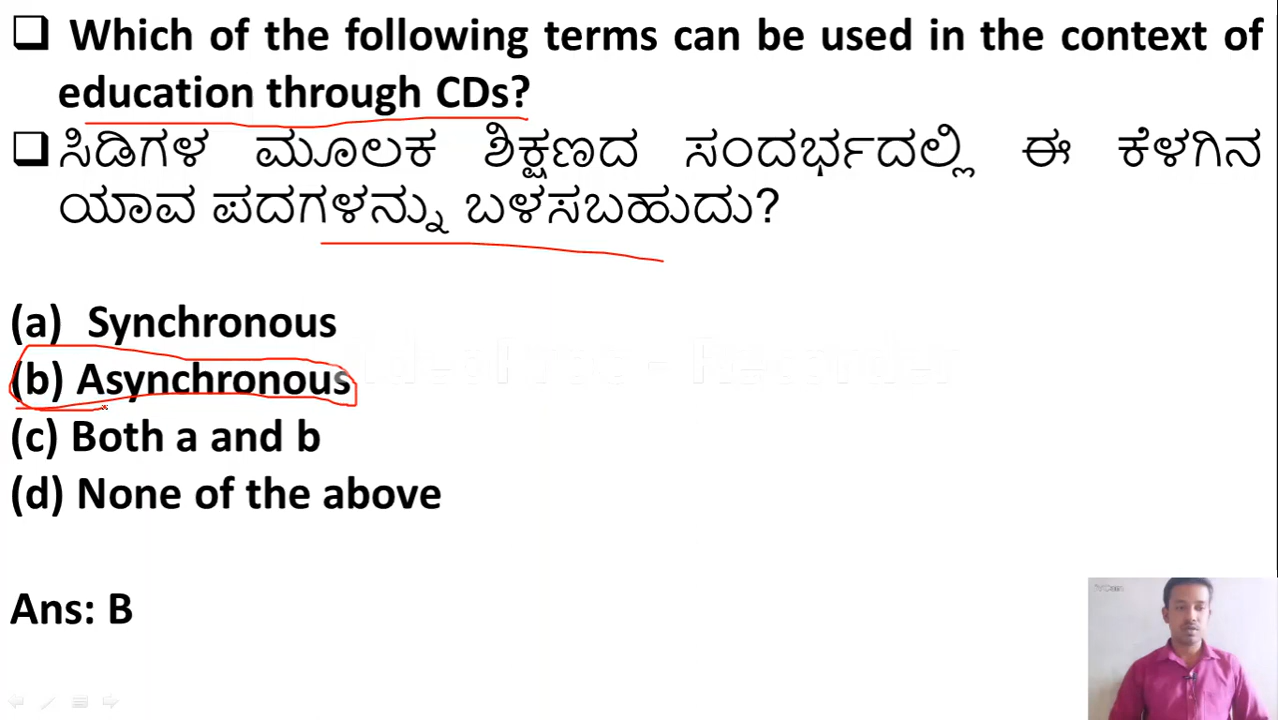 ❑ Which of the following terms can be used in the context of
education through CDs?
❑ ಸಿಡಿಗಳ ಮೂಲಕ ಶಿಕ್ಷಣದ ಸಂದರ್ಭದಲ್ಲಿ ಈ ಕೆಳಗಿನ
ಯಾವ ಪದಗಳನ್ನು ಬಳಸಬಹುದು?
(a) Synchronous
(b) Asynchronous
(c) Both a and b
(d) None of the above
Ans: B